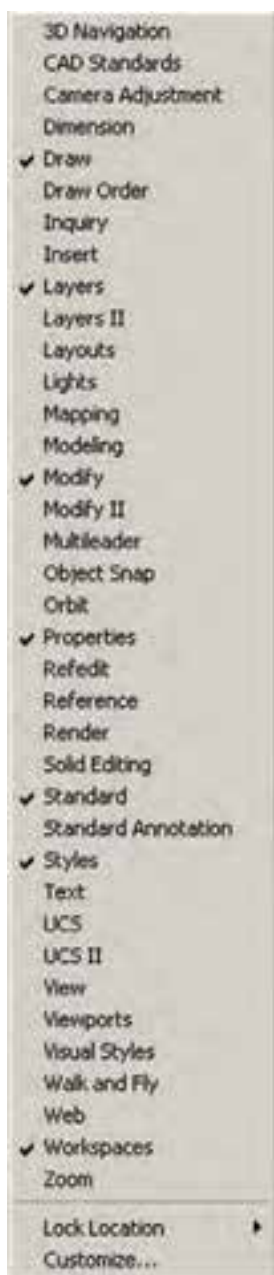 3D Navigation
CAD Standards
Camera Adjustment
Dimension
Draw
Draw Order
Inquiry
Insert
Layers
Layers II
Layouts
Lights
Mapping
Modeling
Modify
Modify II
Multileader
Object Snap
Orbit
Properties
Refedit
Reference
Render
Solid Editing
Standard
Standard Annotation
Styles
Text
UCS
UCS II
View
Viewports
Visual Styles
Walk and Fly
Web
Workspaces
Zoom
Lock Location
Customize...